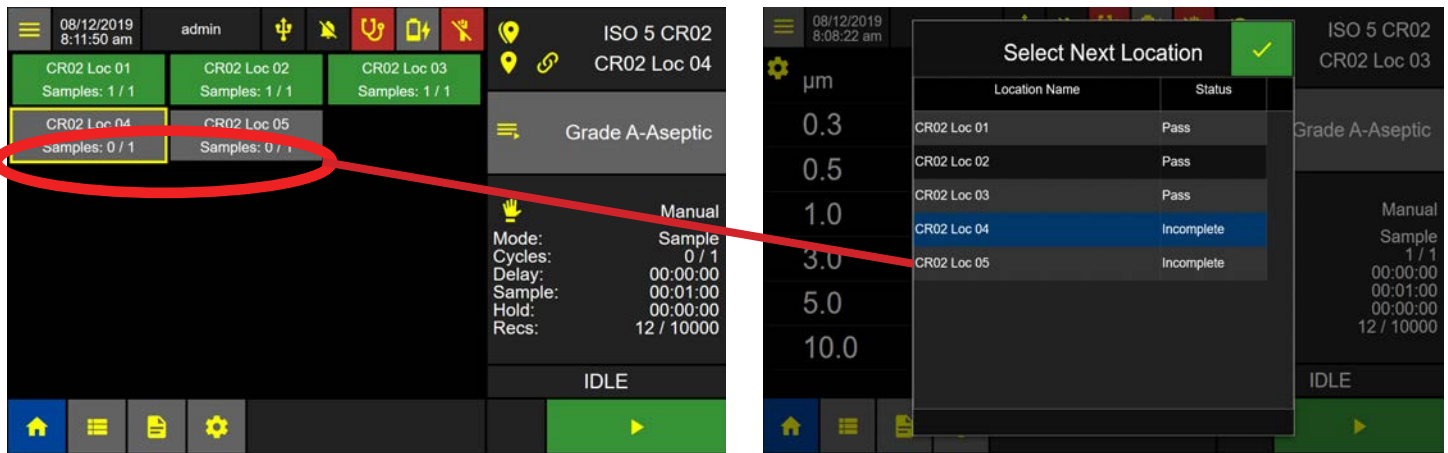 08/12/2019
8:11:50 am
admin
ISO 5 CR02
CR02 Loc 04
CR02 Loc 01
Samples: 1 / 1
CR02 Loc 02
Samples: 1 / 1
CR02 Loc 03
Samples: 1 / 1
CR02 Loc 04
Samples: 0 / 1
CR02 Loc 05
Samples: 0 / 1
Grade A-Aseptic
Manual
Mode: Sample
Cycles: 0 / 1
Delay: 00:00:00
Sample: 00:01:00
Hold: 00:00:00
Recs: 12 / 10000
IDLE
08/12/2019
8:08:22 am
ISO 5 CR02
CR02 Loc 03
µm
0.3
0.5
1.0
3.0
5.0
10.0
Select Next Location
Location Name Status
CR02 Loc 01 Pass
CR02 Loc 02 Pass
CR02 Loc 03 Pass
CR02 Loc 04 Incomplete
CR02 Loc 05 Incomplete
Grade A-Aseptic
Manual
Sample
1 / 1
00:00:00
00:01:00
00:00:00
12 / 10000
IDLE